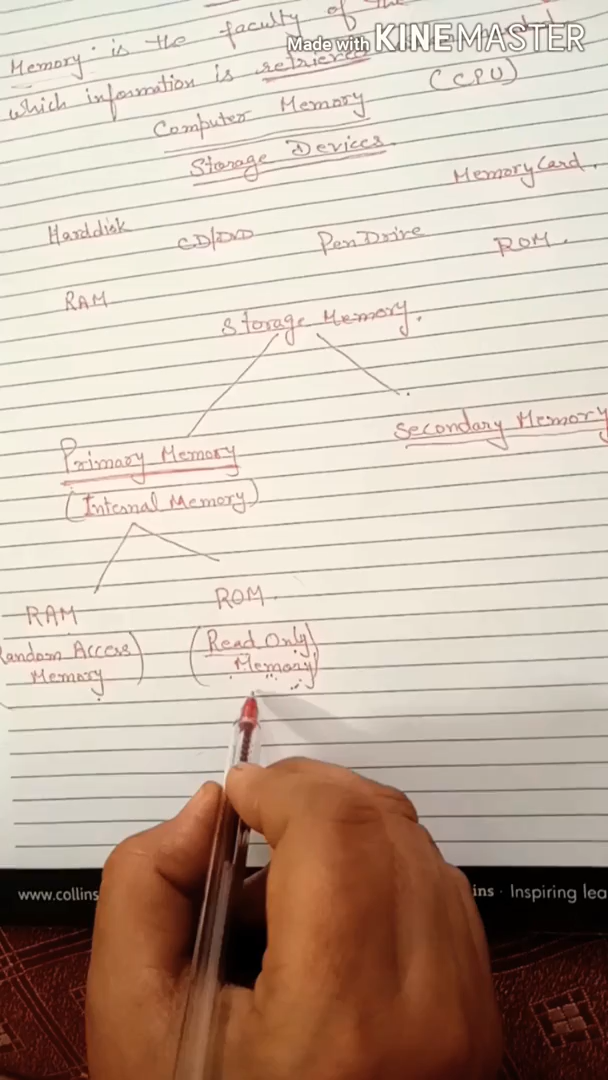 Memory: is the faculty of the
Made with KINEMASTER
which information is retrieved
(CPU)
Computer Memory
Storage Devices.
Memory Card.
Harddisk CD/DVD Pen Drive ROM.
RAM
Storage Memory.
Primary Memory Secondary Memory
(Internal Memory)
RAM ROM.
Random Access (Read Only
Memory) Memory)
www.collins ins · Inspiring lea